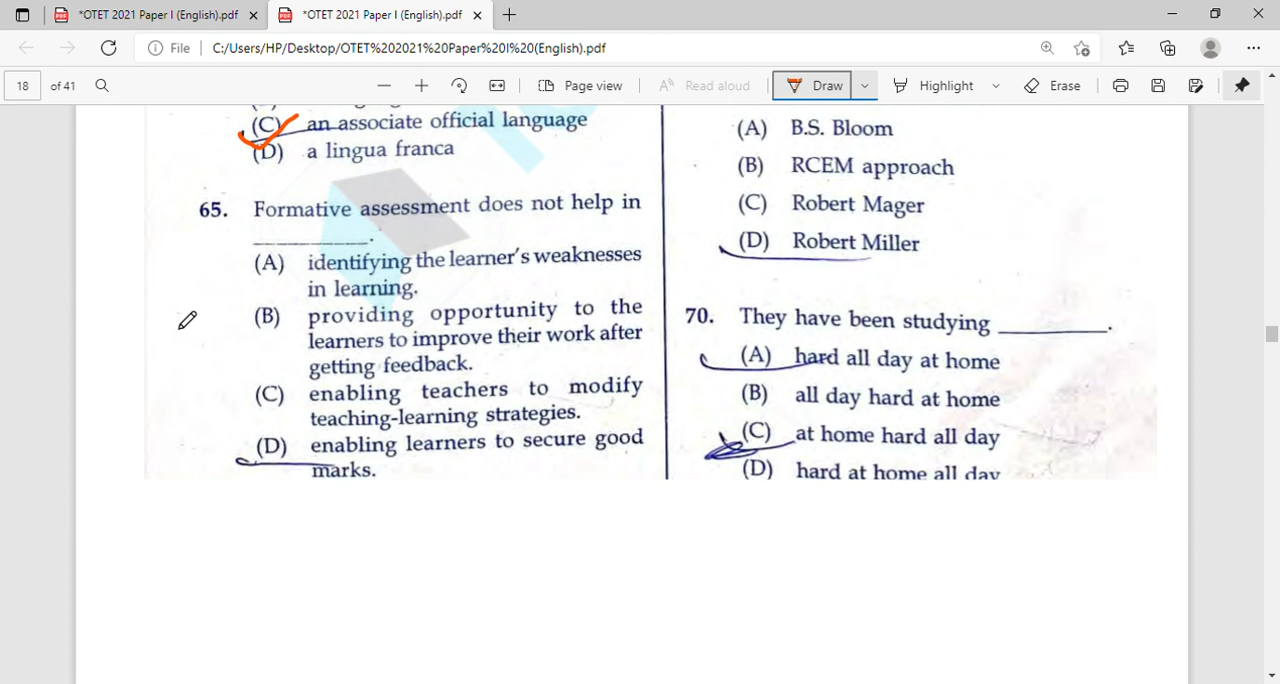 *OTET 2021 Paper I (English).pdf
*OTET 2021 Paper I (English).pdf
File
C:/Users/HP/Desktop/OTET%202021%20Paper%20I%20(English).pdf
18 of 41
Page view
Read aloud
Draw
Highlight
Erase
(C) an associate official language
(D) a lingua franca
65. Formative assessment does not help in
____________.
(A) identifying the learner's weaknesses
in learning.
(B) providing opportunity to the
learners to improve their work after
getting feedback.
(C) enabling teachers to modify
teaching-learning strategies.
(D) enabling learners to secure good
marks.
(A) B.S. Bloom
(B) RCEM approach
(C) Robert Mager
(D) Robert Miller
70. They have been studying ____________.
(A) hard all day at home
(B) all day hard at home
(C) at home hard all day
(D) hard at home all day